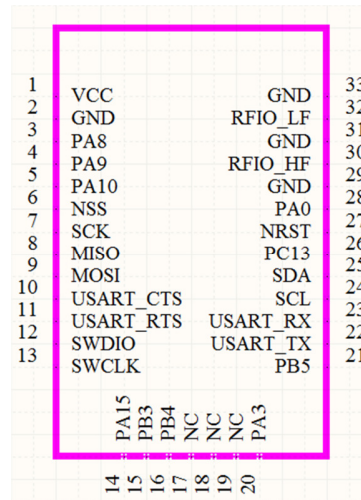 1 VCC GND 33
2 GND RFIO_LF 32
3 PA8 GND 31
4 PA9 RFIO_HF 30
5 PA10 GND 29
6 NSS PA0 28
7 SCK NRST 27
8 MISO PC13 26
9 MOSI SDA 25
10 USART_CTS SCL 24
11 USART_RTS USART_RX 23
12 SWDIO USART_TX 22
13 SWCLK PB5 21
PA15 PB3 PB4 NC NC NC PA3
14 15 16 17 18 19 20